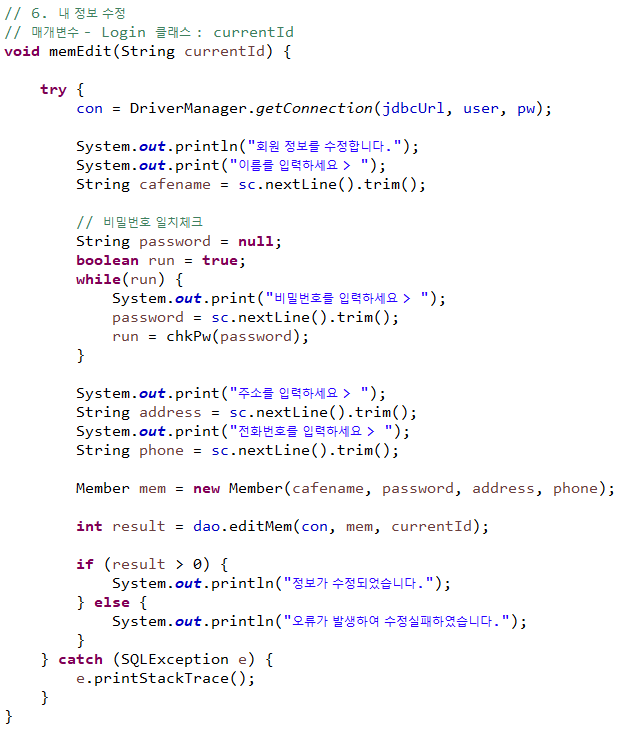 // 6. 내 정보 수정
// 매개변수 - Login 클래스 : currentId
void memEdit(String currentId) {
try {
con = DriverManager.getConnection(jdbcUrl, user, pw);
System.out.println("회원 정보를 수정합니다.");
System.out.print("이름를 입력하세요 > ");
String cafename = sc.nextLine().trim();
// 비밀번호 일치체크
String password = null;
boolean run = true;
while(run) {
System.out.print("비밀번호를 입력하세요 > ");
password = sc.nextLine().trim();
run = chkPw(password);
}
System.out.print("주소를 입력하세요 > ");
String address = sc.nextLine().trim();
System.out.print("전화번호를 입력하세요 > ");
String phone = sc.nextLine().trim();
Member mem = new Member(cafename, password, address, phone);
int result = dao.editMem(con, mem, currentId);
if (result > 0) {
System.out.println("정보가 수정되었습니다.");
} else {
System.out.println("오류가 발생하여 수정실패하였습니다.");
}
} catch (SQLException e) {
e.printStackTrace();
}
}